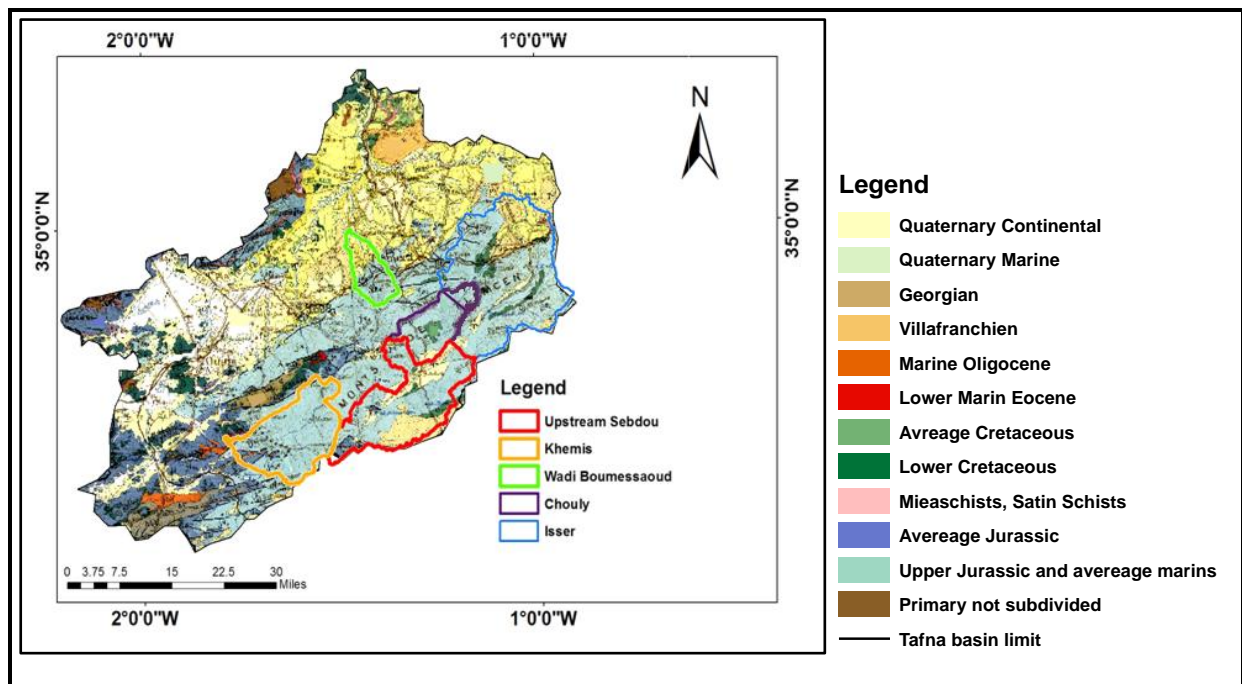 2°0'0"W
1°0'0"W
N
35°0'0"N
35°0'0"N
MONTS
Legend
Upstream Sebdou
Khemis
Wadi Boumessaoud
Chouly
Isser
0 3.75 7.5 15 22.5 30
Miles
2°0'0"W
1°0'0"W
Legend
Quaternary Continental
Quaternary Marine
Georgian
Villafranchien
Marine Oligocene
Lower Marin Eocene
Avreage Cretaceous
Lower Cretaceous
Mieaschists, Satin Schists
Avereage Jurassic
Upper Jurassic and avereage marins
Primary not subdivided
Tafna basin limit